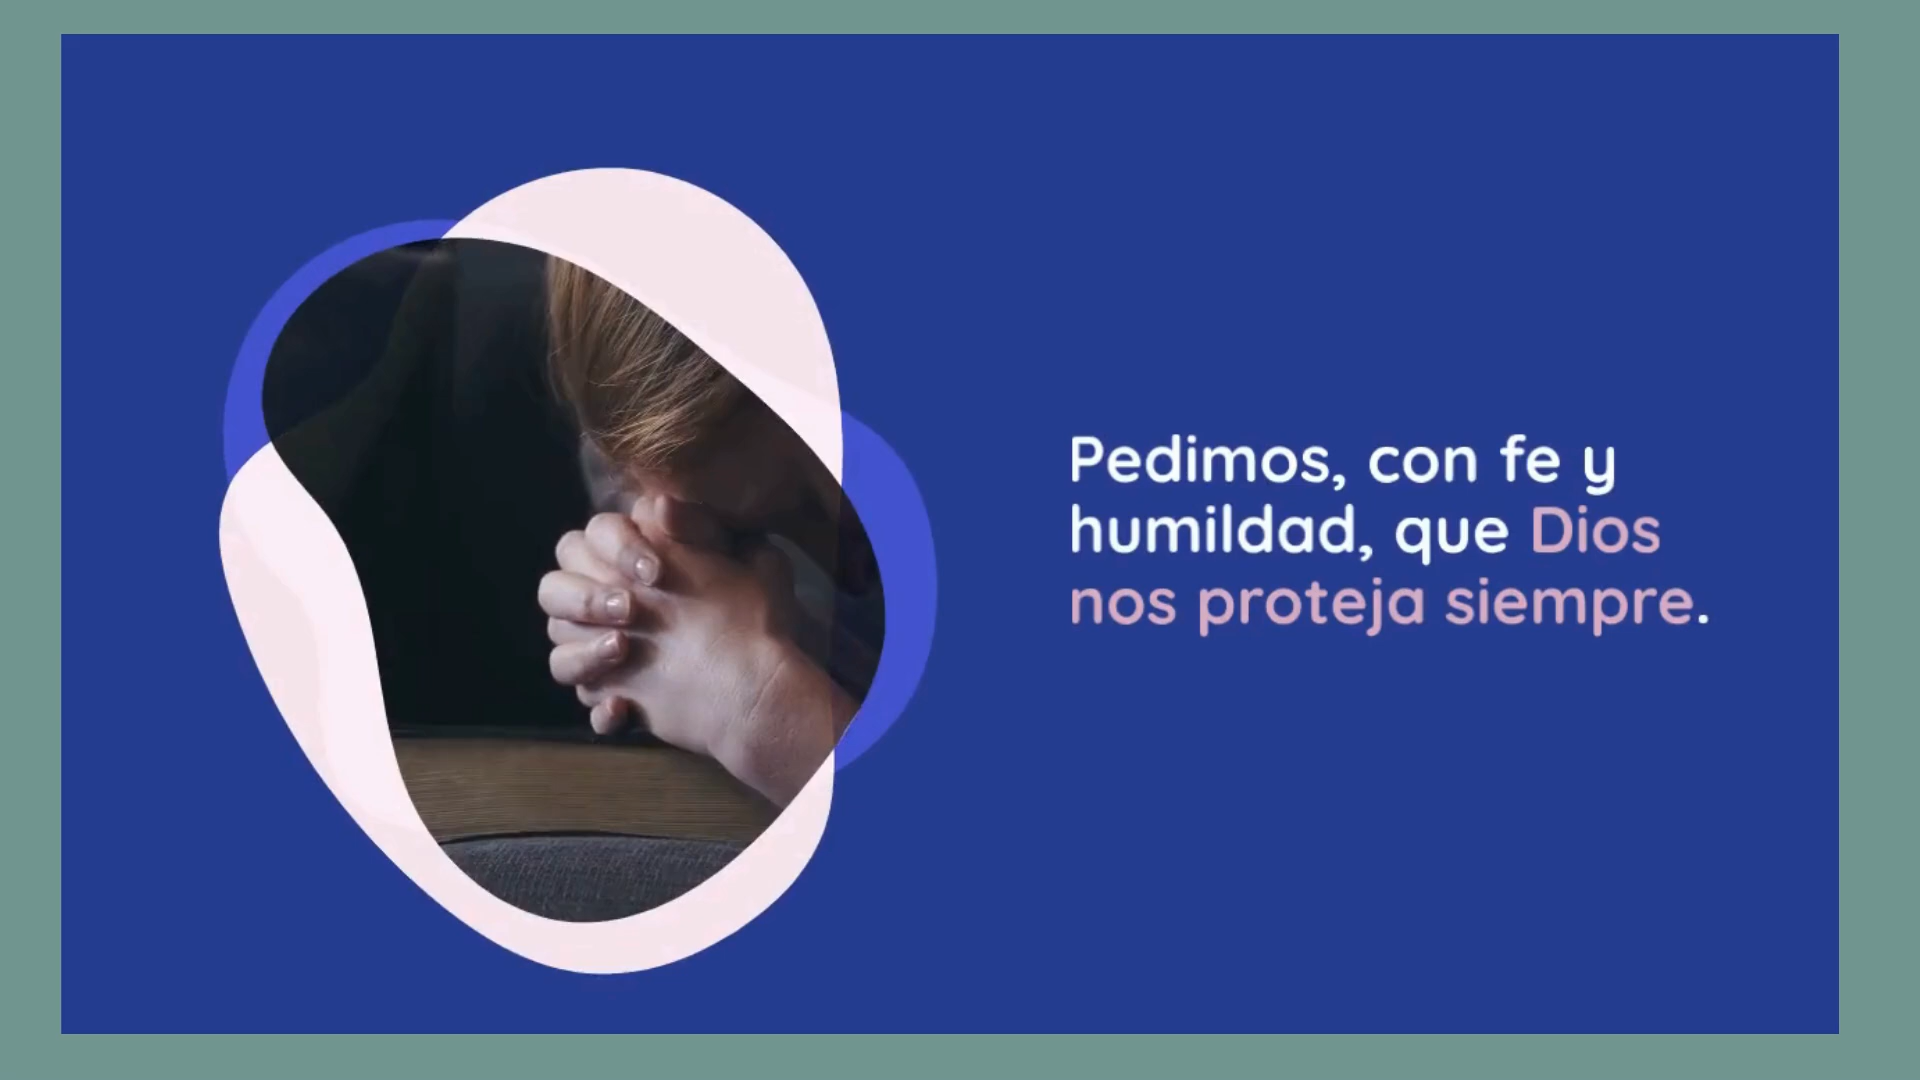 Pedimos, con fe y
humildad, que Dios
nos proteja siempre.